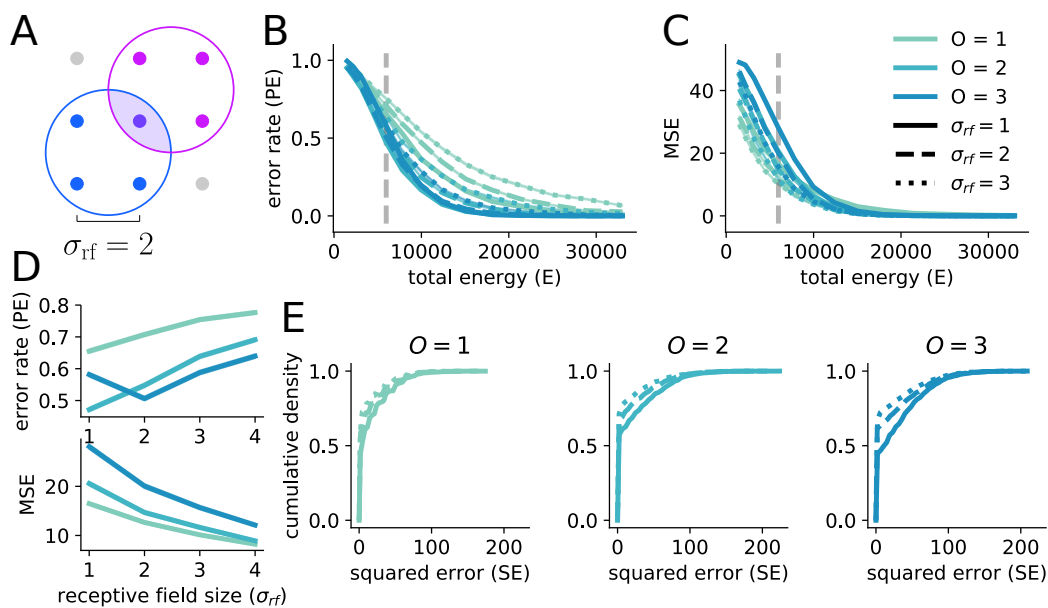 A
σrf = 2
B
error rate (PE)
1.0
0.5
0.0
10000 20000 30000
total energy (E)
C
MSE
40
20
0
10000 20000 30000
total energy (E)
O = 1
O = 2
O = 3
σrf = 1
σrf = 2
σrf = 3
D
error rate (PE)
0.8
0.7
0.6
0.5
1 2 3 4
MSE
20
10
1 2 3 4
receptive field size (σrf)
E
cumulative density
O = 1
1.0
0.5
0.0
0 100 200
squared error (SE)
O = 2
1.0
0.5
0.0
0 100 200
squared error (SE)
O = 3
1.0
0.5
0.0
0 100 200
squared error (SE)